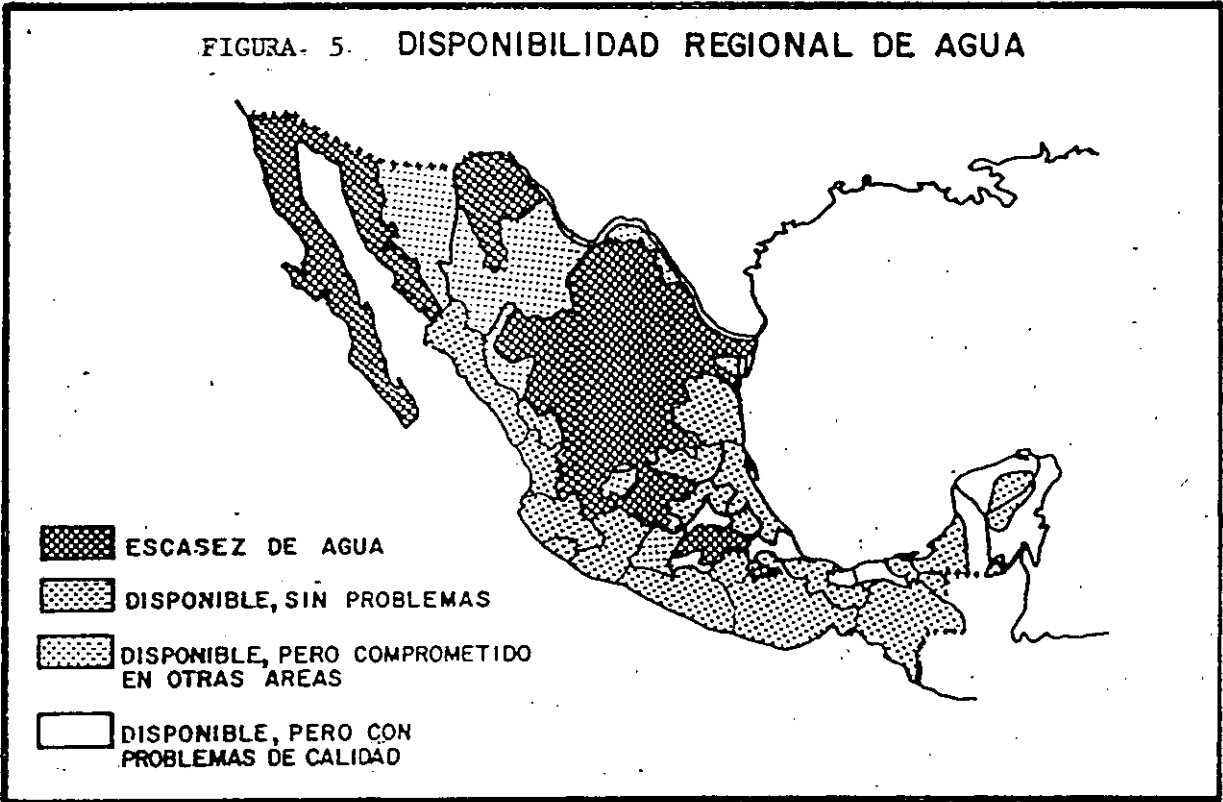 FIGURA 5. DISPONIBILIDAD REGIONAL DE AGUA
ESCASEZ DE AGUA
DISPONIBLE, SIN PROBLEMAS
DISPONIBLE, PERO COMPROMETIDO
EN OTRAS AREAS
DISPONIBLE, PERO CON
PROBLEMAS DE CALIDAD